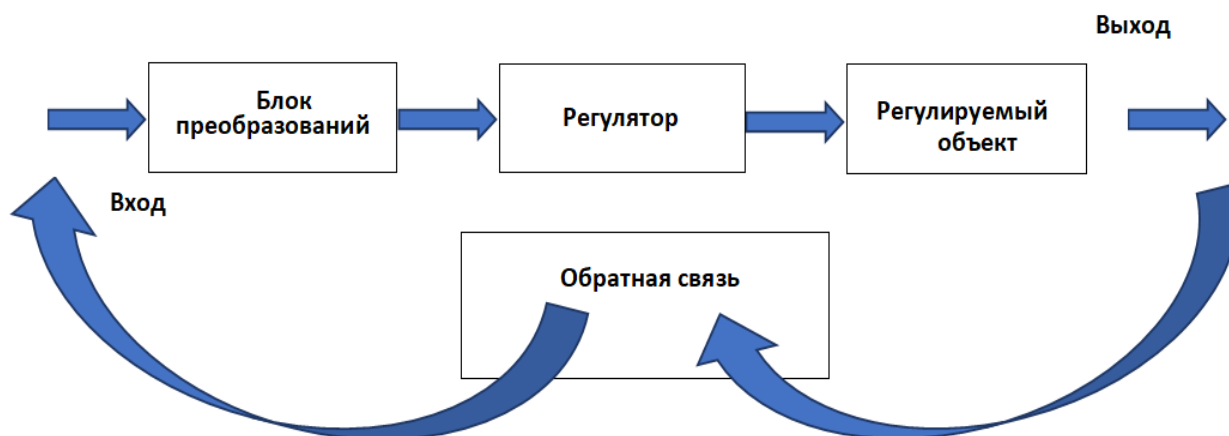 Выход
Блок
преобразований
Регулятор
Регулируемый
объект
Вход
Обратная связь